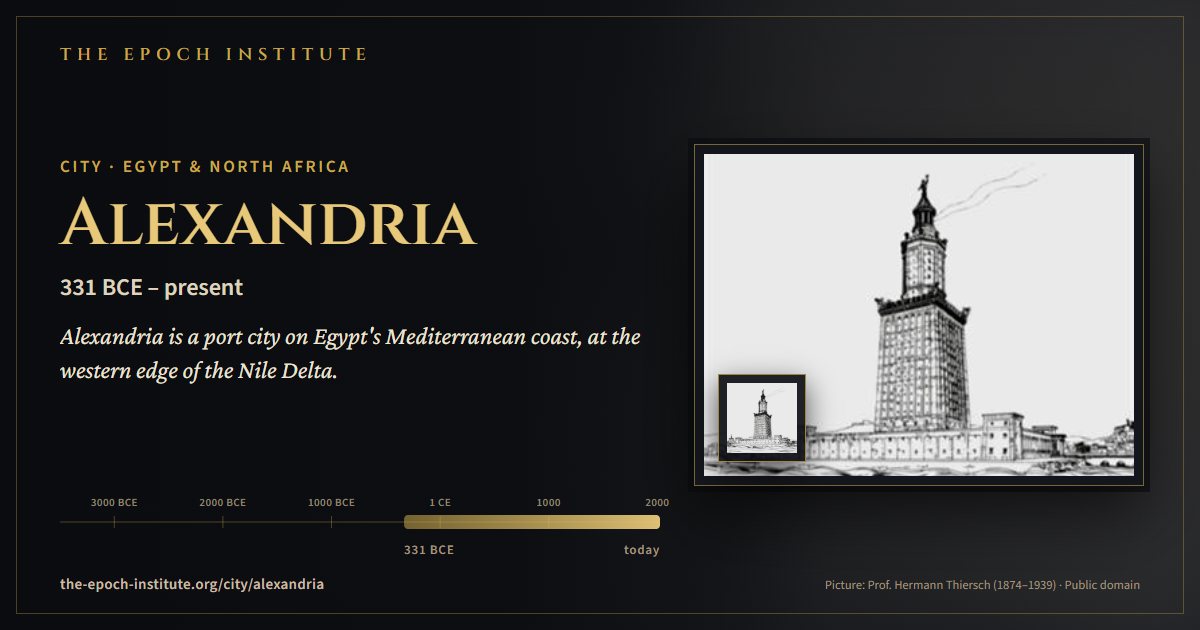 THE EPOCH INSTITUTE
CITY · EGYPT & NORTH AFRICA
ALEXANDRIA
331 BCE – present
Alexandria is a port city on Egypt's Mediterranean coast, at the
western edge of the Nile Delta.
3000 BCE 2000 BCE 1000 BCE 1 CE 1000 2000
331 BCE today
the-epoch-institute.org/city/alexandria
Picture: Prof. Hermann Thiersch (1874–1939) · Public domain